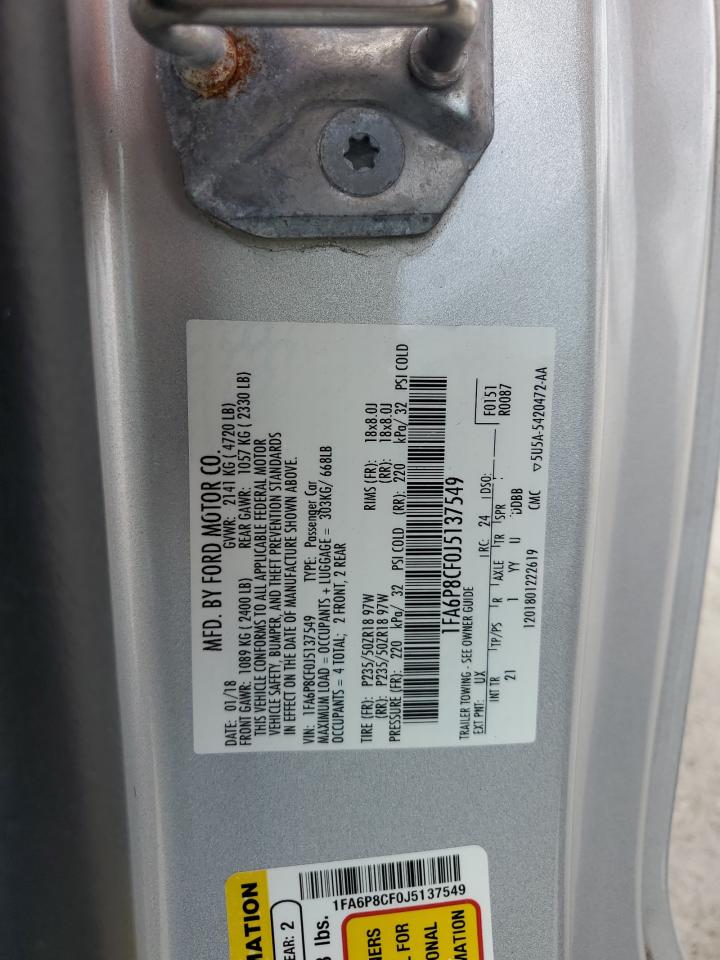 MFD. BY FORD MOTOR CO.
DATE: 01/18 GVWR: 2141 KG ( 4720 LB)
FRONT GAWR: 1089 KG ( 2400 LB) REAR GAWR: 1057 KG ( 2330 LB)
THIS VEHICLE CONFORMS TO ALL APPLICABLE FEDERAL MOTOR
VEHICLE SAFETY, BUMPER, AND THEFT PREVENTION STANDARDS
IN EFFECT ON THE DATE OF MANUFACTURE SHOWN ABOVE.
VIN: 1FA6P8CF0J5137549 TYPE: Passenger Car
MAXIMUM LOAD = OCCUPANTS + LUGGAGE = 303KG/ 668LB
OCCUPANTS = 4 TOTAL; 2 FRONT, 2 REAR
TIRE (FR): P235/50ZR18 97W RIMS (FR): 18x8.0J
(RR): P235/50ZR18 97W (RR): 18x8.0J
PRESSURE (FR): 220 kPa/ 32 PSI COLD (RR): 220 kPa/ 32 PSI COLD
1FA6P8CF0J5137549
TRAILER TOWING - SEE OWNER GUIDE
EXT PNT: UX RC: 24 DSO:
F0151
R0087
INT TR TP/PS R AXLE TR SPR
21 I YY U DDBB
1201801222619 CMC
▽5U5A-5420472-AA
1FA6P8CF0J5137549
MATION
EAR: 2
lbs.